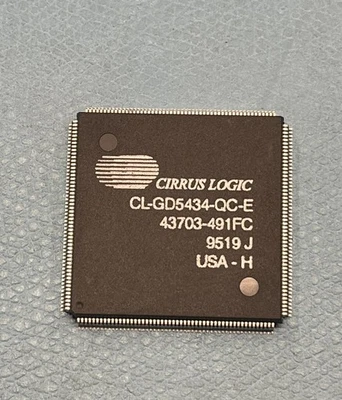 CIRRUS LOGIC
CL-GD5434-QC-E
43703-491FC
9519 J
USA - H